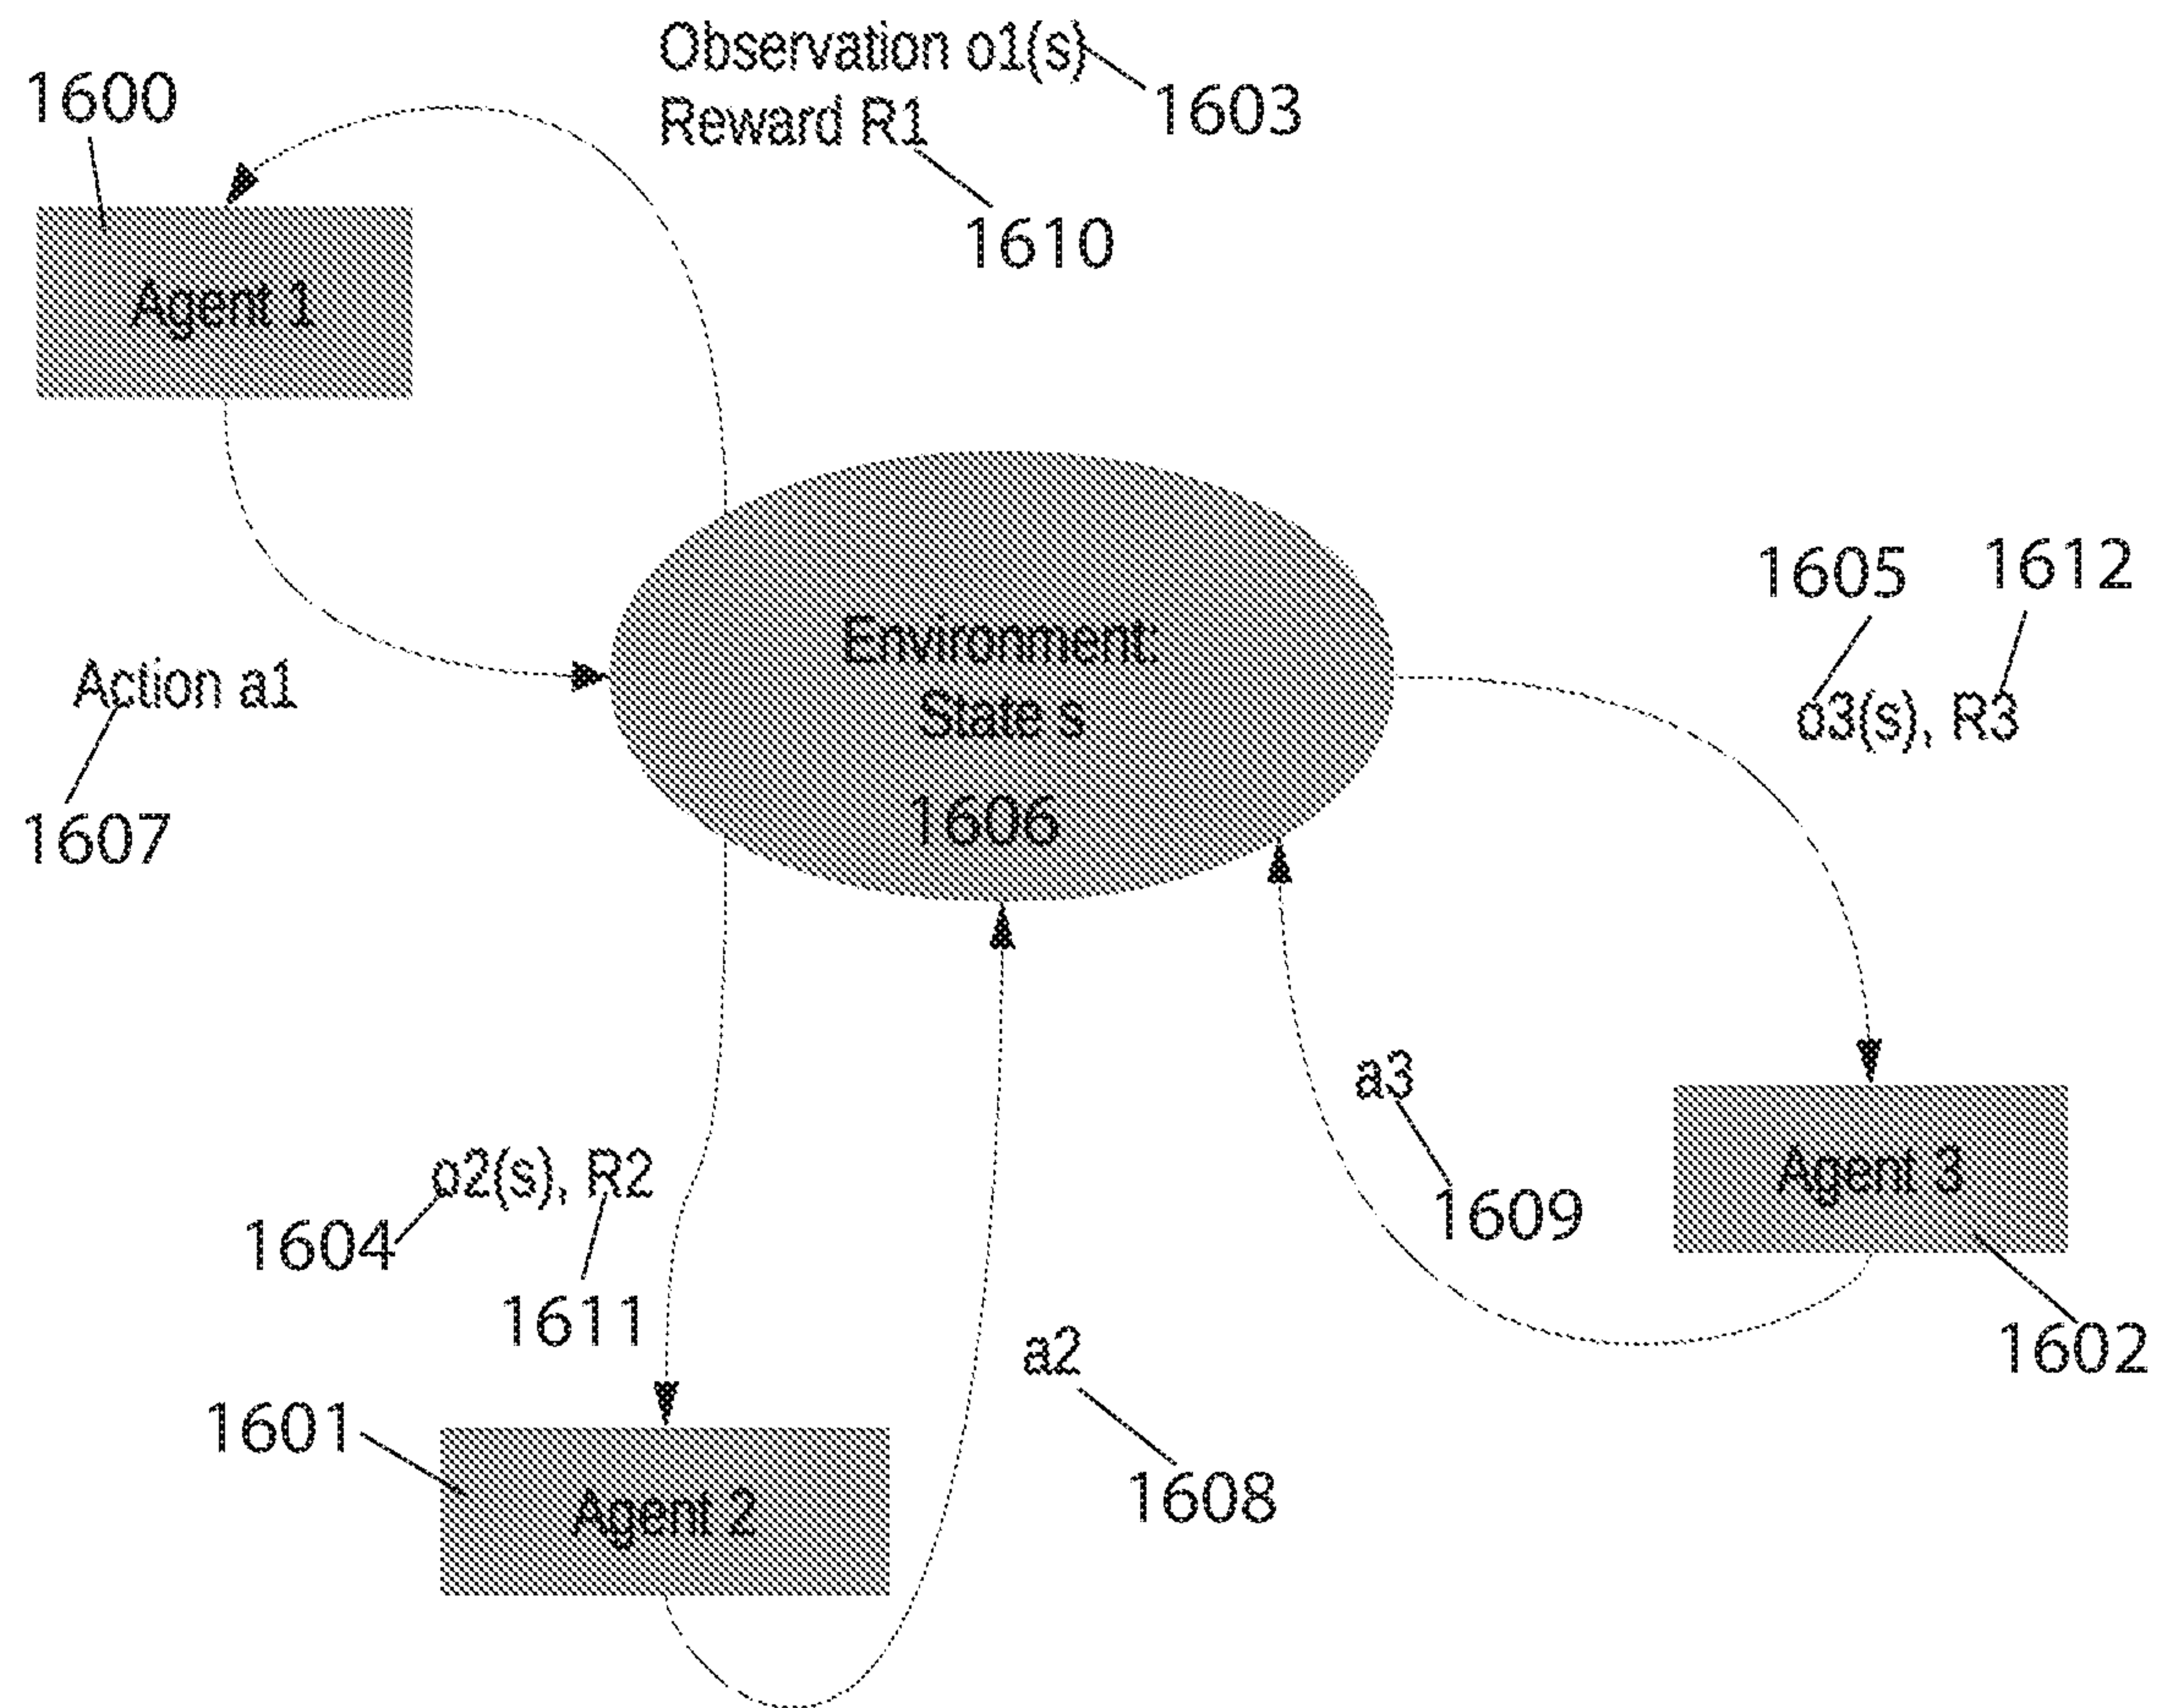 Observation o1(s)
1600
1603
Reward R1
1610
Agent 1
1605
1612
Environment:
State s
Action a1
o3(s), R3
1606
1607
a3
o2(s), R2
Agent 3
1609
1604
1611
1602
a2
1601
1608
Agent 2